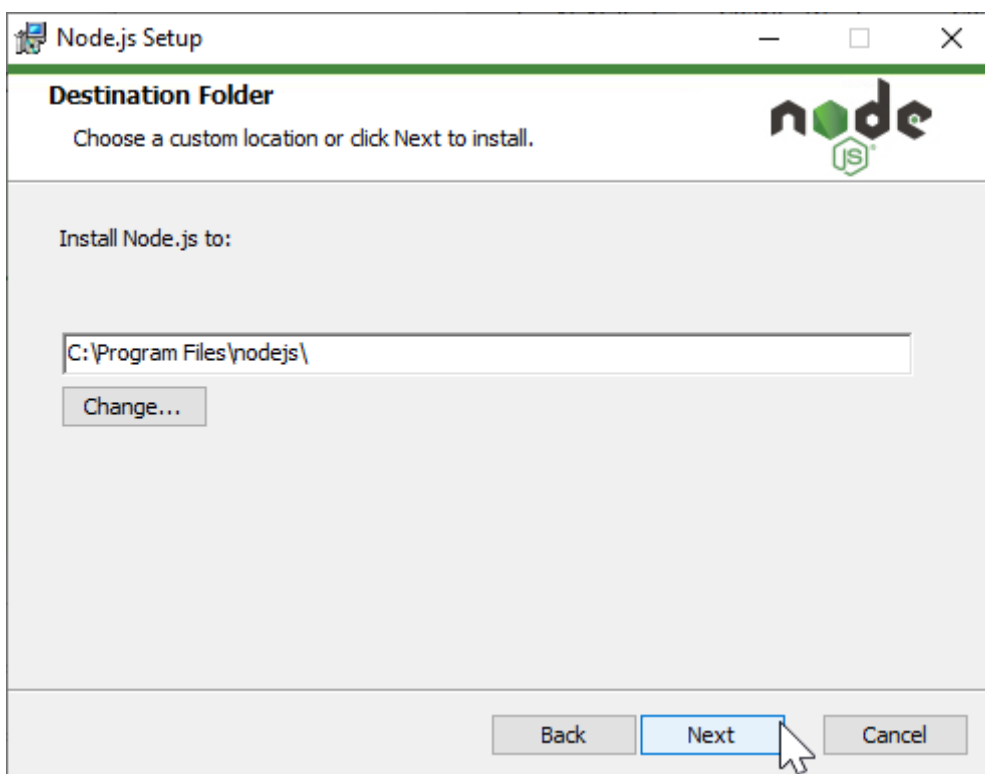 Node.js Setup
Destination Folder
Choose a custom location or click Next to install.
node
JS
Install Node.js to:
C:\Program Files\nodejs\
Change...
Back
Next
Cancel